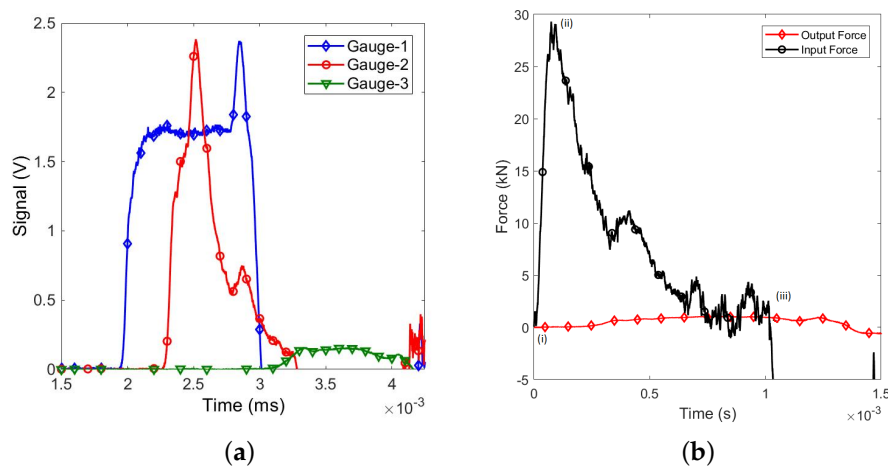 2.5
2
1.5
1
0.5
0
Signal (V)
Gauge-1
Gauge-2
Gauge-3
1.5 2 2.5 3 3.5 4
Time (ms)
×10⁻³
(a)
30
25
20
15
10
5
0
-5
Force (kN)
(ii)
Output Force
Input Force
(iii)
(i)
0 0.5 1 1.5
Time (s)
×10⁻³
(b)